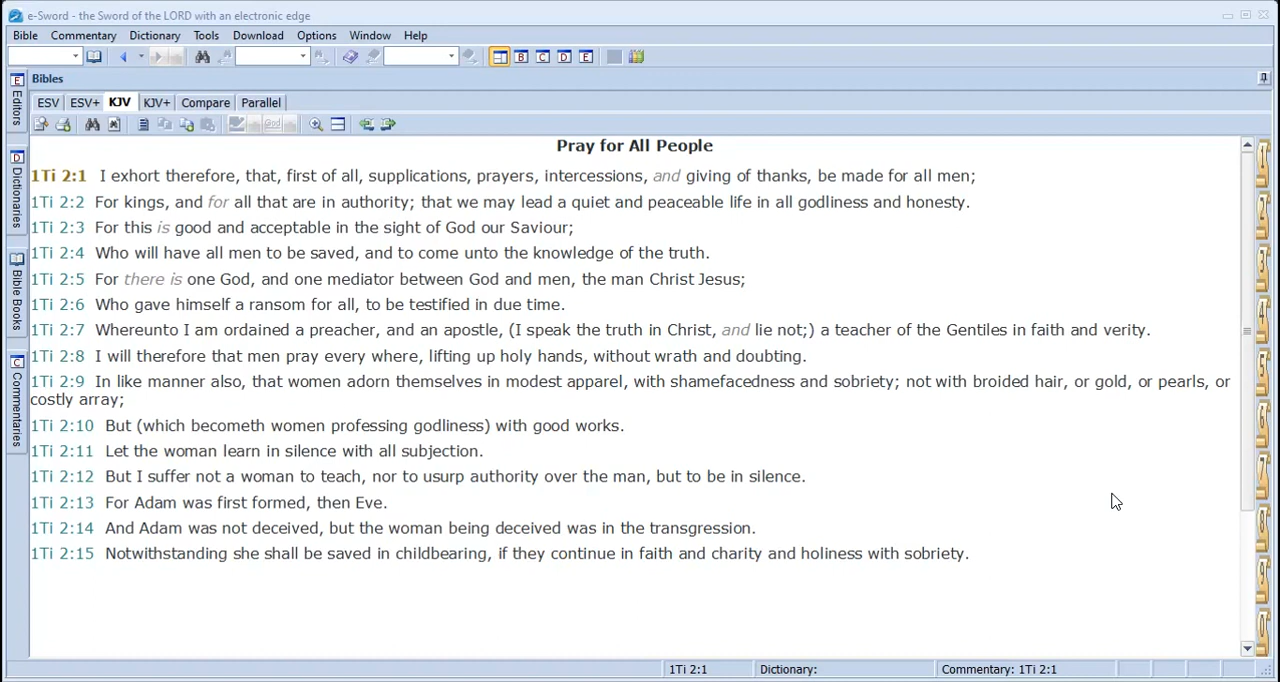 e-Sword - the Sword of the LORD with an electronic edge
Bible Commentary Dictionary Tools Download Options Window Help
B C D E
Bibles
ESV ESV+ KJV KJV+ Compare Parallel
God
E Editors
D Dictionaries
Bible Books
C Commentaries
Pray for All People
1Ti 2:1 I exhort therefore, that, first of all, supplications, prayers, intercessions, and giving of thanks, be made for all men;
1Ti 2:2 For kings, and for all that are in authority; that we may lead a quiet and peaceable life in all godliness and honesty.
1Ti 2:3 For this is good and acceptable in the sight of God our Saviour;
1Ti 2:4 Who will have all men to be saved, and to come unto the knowledge of the truth.
1Ti 2:5 For there is one God, and one mediator between God and men, the man Christ Jesus;
1Ti 2:6 Who gave himself a ransom for all, to be testified in due time.
1Ti 2:7 Whereunto I am ordained a preacher, and an apostle, (I speak the truth in Christ, and lie not;) a teacher of the Gentiles in faith and verity.
1Ti 2:8 I will therefore that men pray every where, lifting up holy hands, without wrath and doubting.
1Ti 2:9 In like manner also, that women adorn themselves in modest apparel, with shamefacedness and sobriety; not with broided hair, or gold, or pearls, or
costly array;
1Ti 2:10 But (which becometh women professing godliness) with good works.
1Ti 2:11 Let the woman learn in silence with all subjection.
1Ti 2:12 But I suffer not a woman to teach, nor to usurp authority over the man, but to be in silence.
1Ti 2:13 For Adam was first formed, then Eve.
1Ti 2:14 And Adam was not deceived, but the woman being deceived was in the transgression.
1Ti 2:15 Notwithstanding she shall be saved in childbearing, if they continue in faith and charity and holiness with sobriety.
1
2
3
4
5
6
7
8
9
0
1Ti 2:1 Dictionary: Commentary: 1Ti 2:1